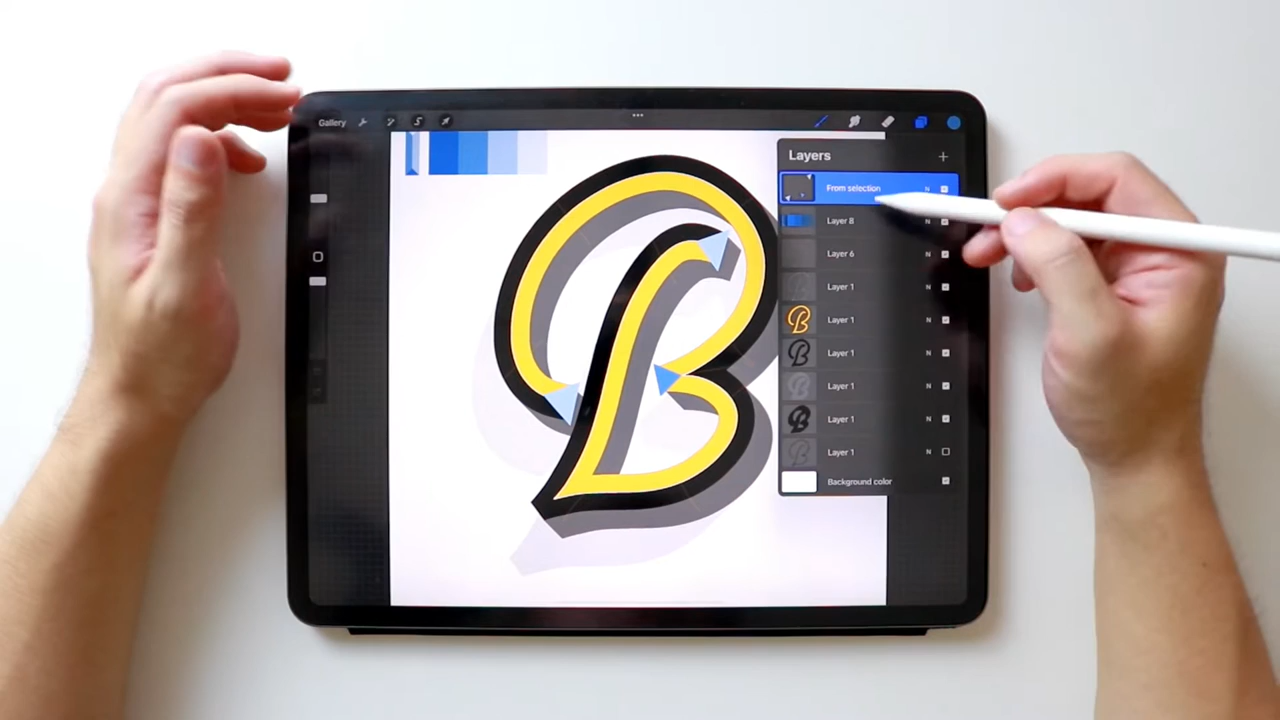 Gallery
Layers
From selection N
Layer 8 N
Layer 6 N
Layer 1 N
Layer 1 N
Layer 1 N
Layer 1 N
Layer 1 N
Layer 1 N
Background color
B